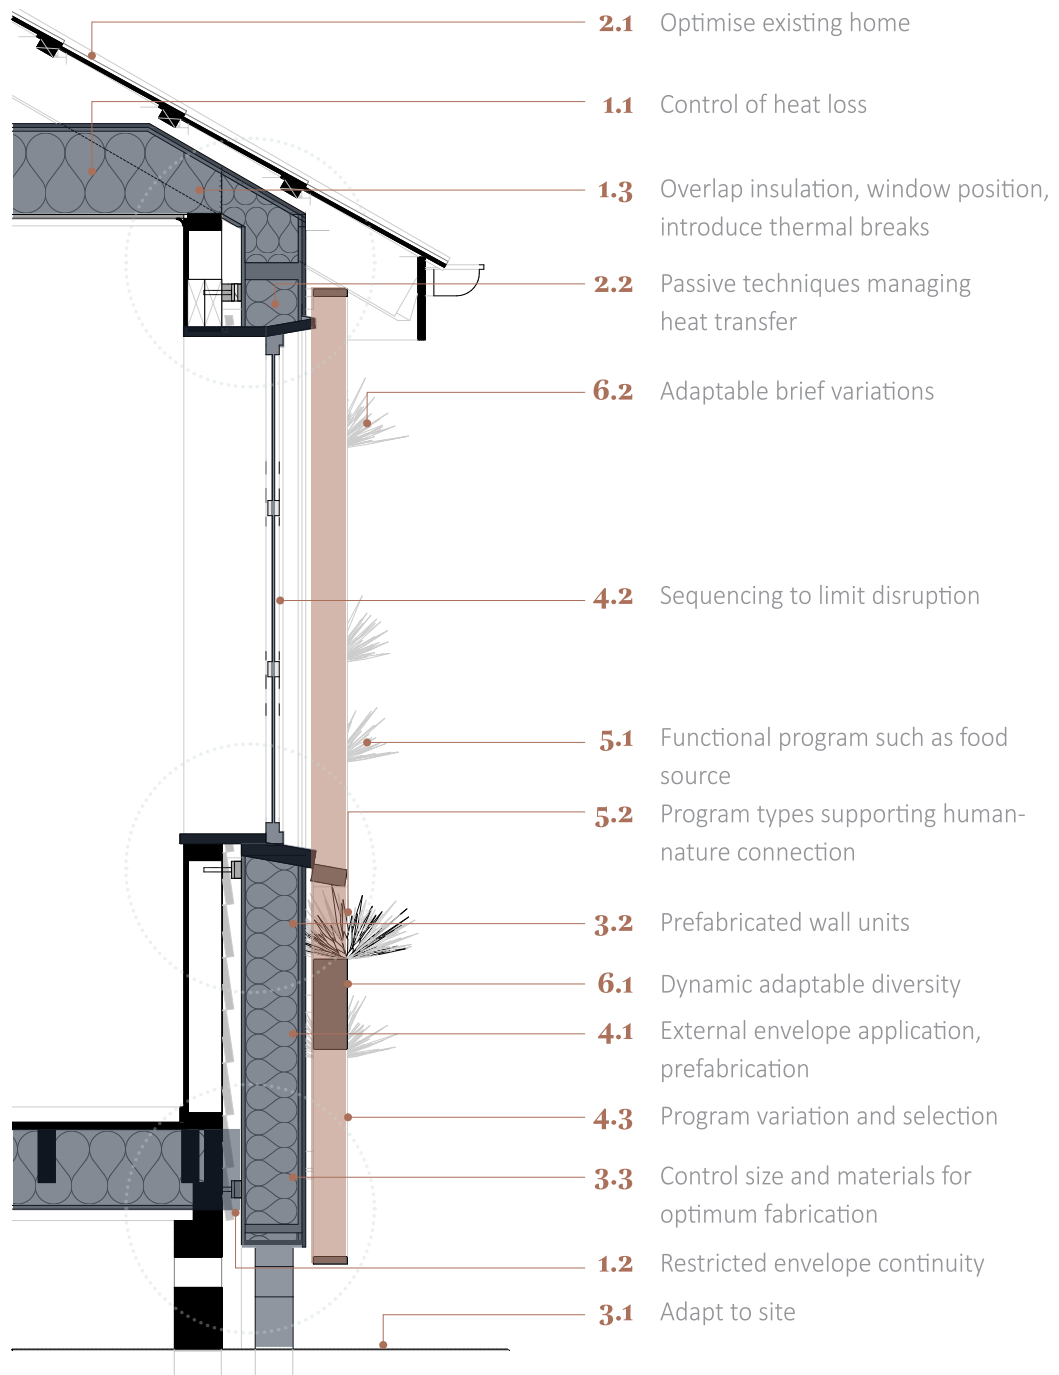 2.1 Optimise existing home
1.1 Control of heat loss
1.3 Overlap insulation, window position,
introduce thermal breaks
2.2 Passive techniques managing
heat transfer
6.2 Adaptable brief variations
4.2 Sequencing to limit disruption
5.1 Functional program such as food
source
5.2 Program types supporting human-
nature connection
3.2 Prefabricated wall units
6.1 Dynamic adaptable diversity
4.1 External envelope application,
prefabrication
4.3 Program variation and selection
3.3 Control size and materials for
optimum fabrication
1.2 Restricted envelope continuity
3.1 Adapt to site